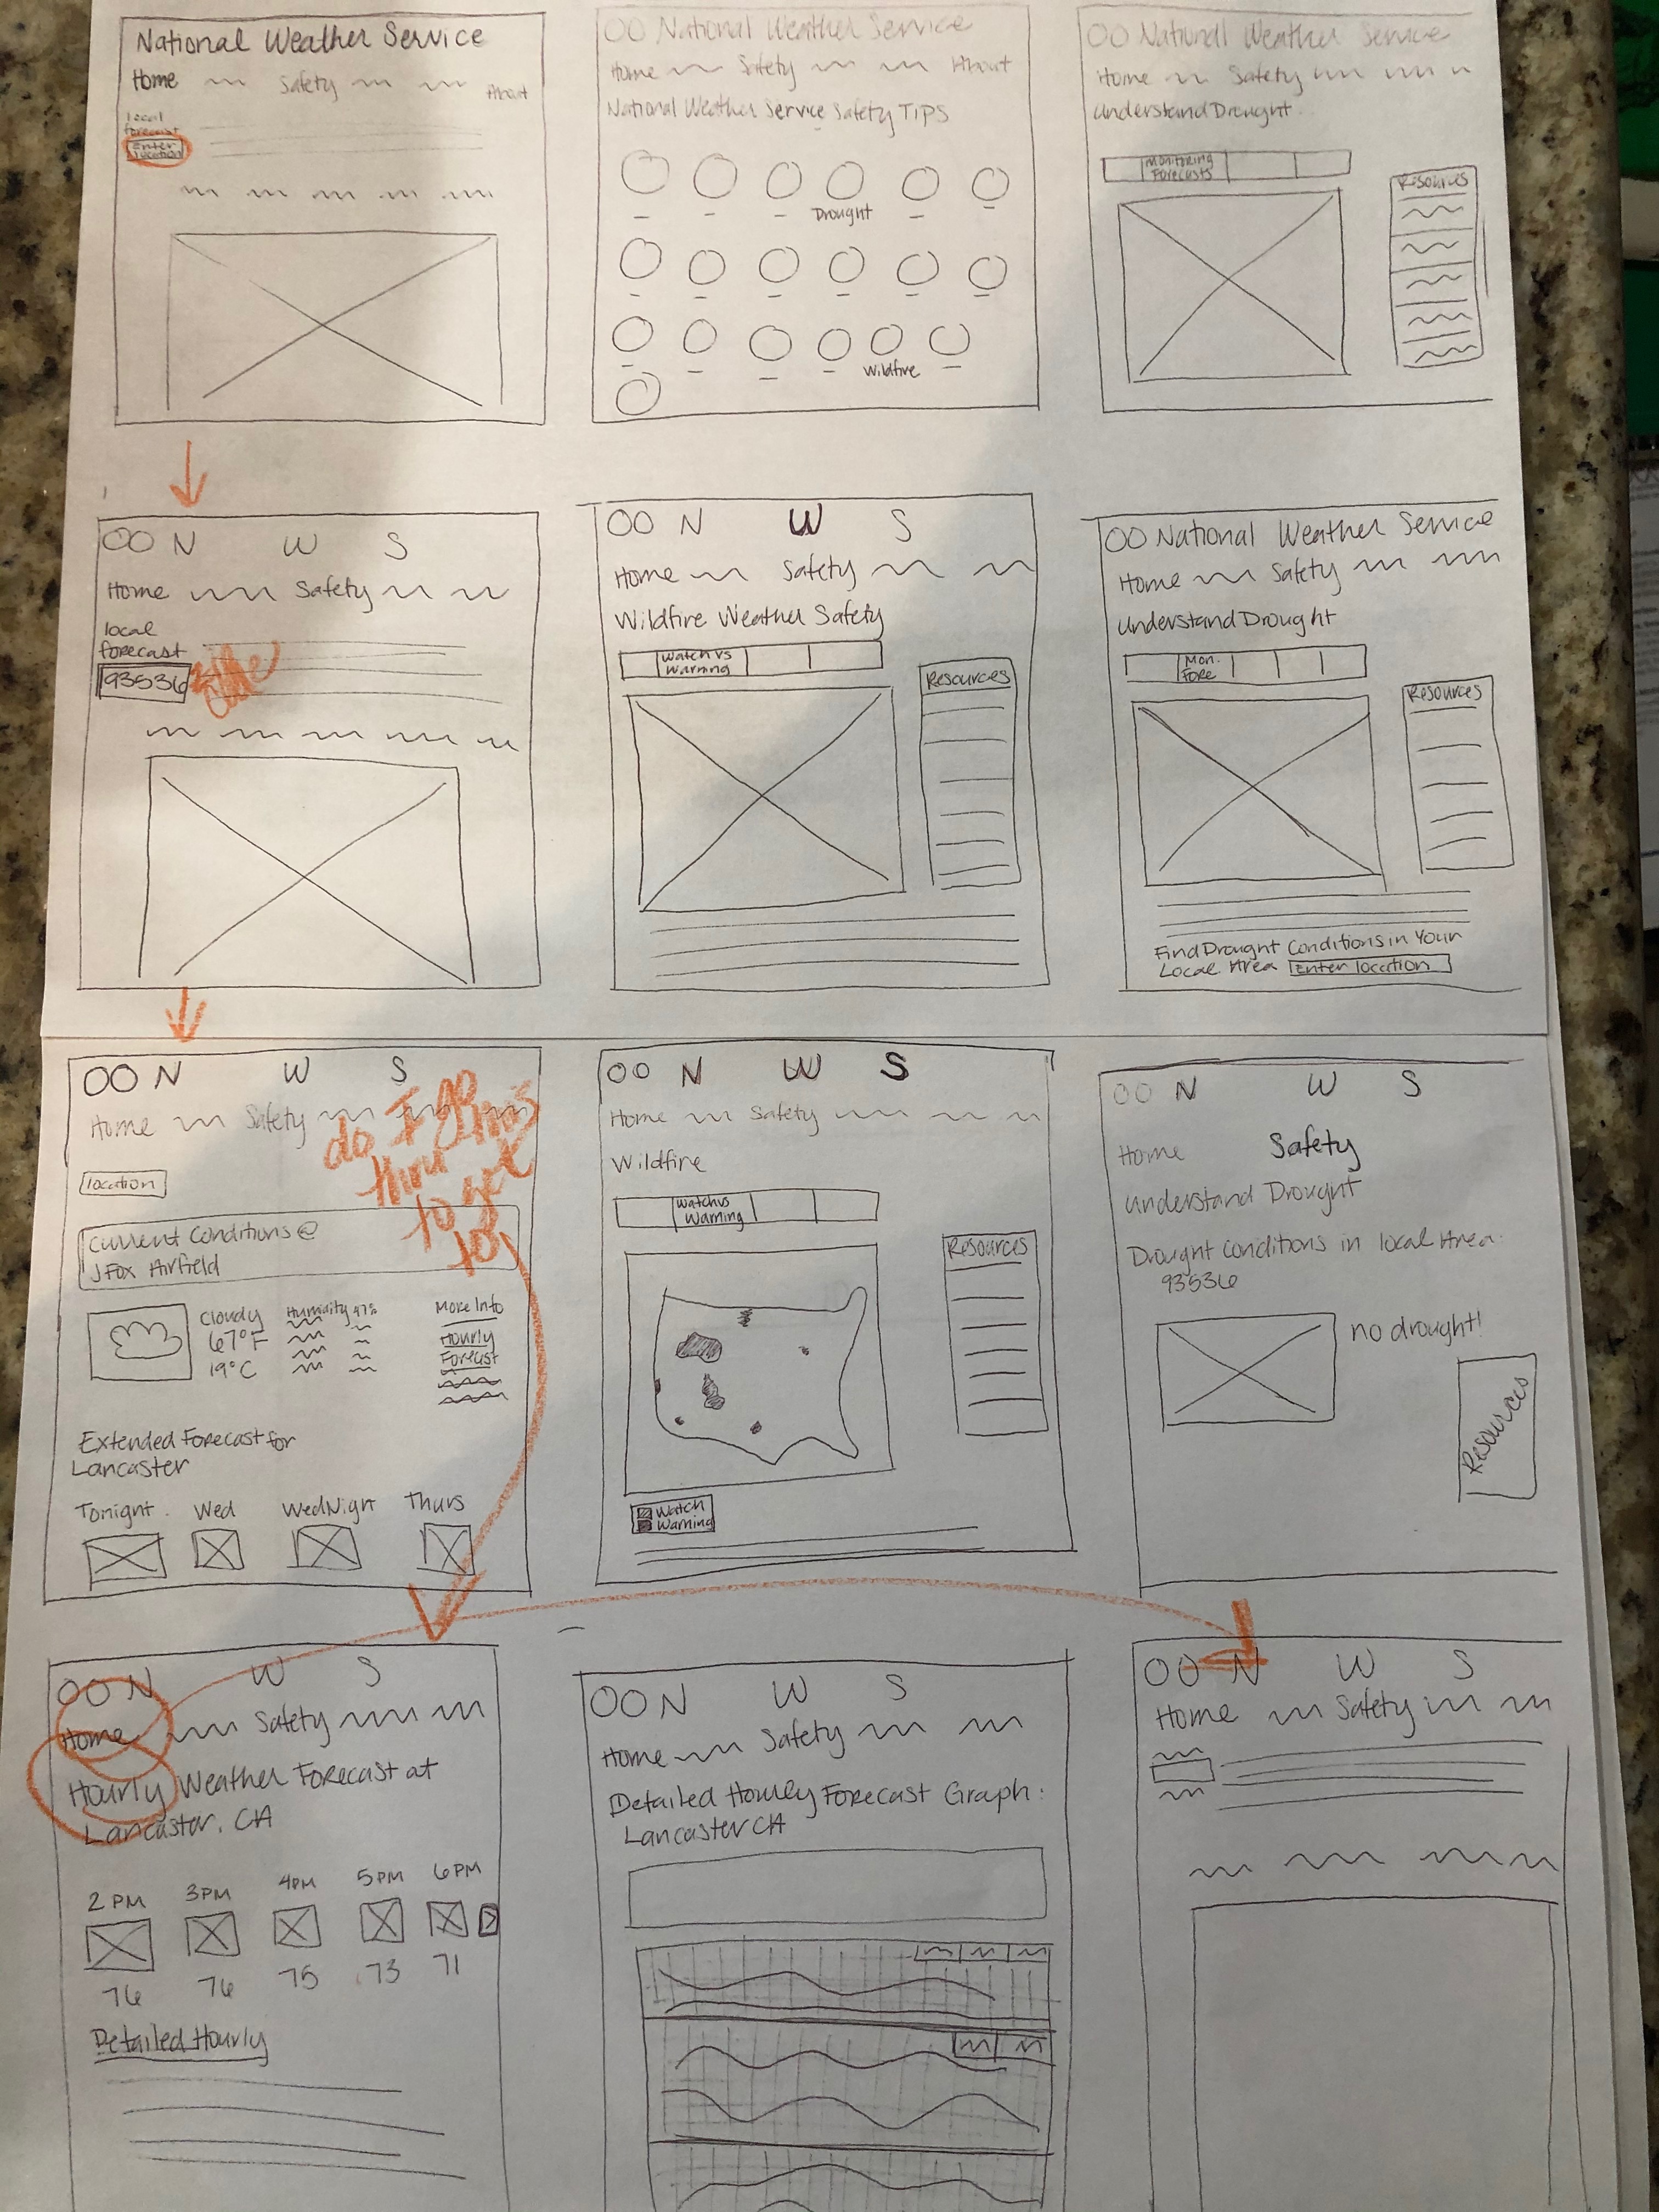 National Weather Service
Home Safety About
local
forecast
Enter
location
OO National Weather Service
Home Safety About
National Weather Service Safety Tips
Drought
Wildfire
OO National Weather Service
Home Safety
Understand Drought
Monitoring
Forecasts
Resources
OO N W S
Home Safety
local
forecast
93536
OO N W S
Home Safety
Wildfire Weather Safety
Watch vs
Warning
Resources
OO National Weather Service
Home Safety
Understand Drought
Mon.
Fore
Resources
Find Drought Conditions in Your
Local Area Enter location
OO N W S
Home Safety
do I go
thru this
to get
to
location
Current Conditions @
J Fox Airfield
Cloudy
67°F
19°C
Humidity 47%
More Info
Hourly
Forecast
Extended Forecast for
Lancaster
Tonight Wed Wed Night Thurs
OO N W S
Home Safety
Wildfire
Watch vs
Warning
Resources
Watch
Warning
OO N W S
Home Safety
Understand Drought
Drought Conditions in local Area:
93536
no drought!
Resources
OO N W S
Home Safety
Hourly Weather Forecast at
Lancaster, CA
2 PM 3PM 4PM 5PM 6PM
>
76 76 75 73 71
Detailed Hourly
OO N W S
Home Safety
Detailed Hourly Forecast Graph:
Lancaster CA
OO N W S
Home Safety